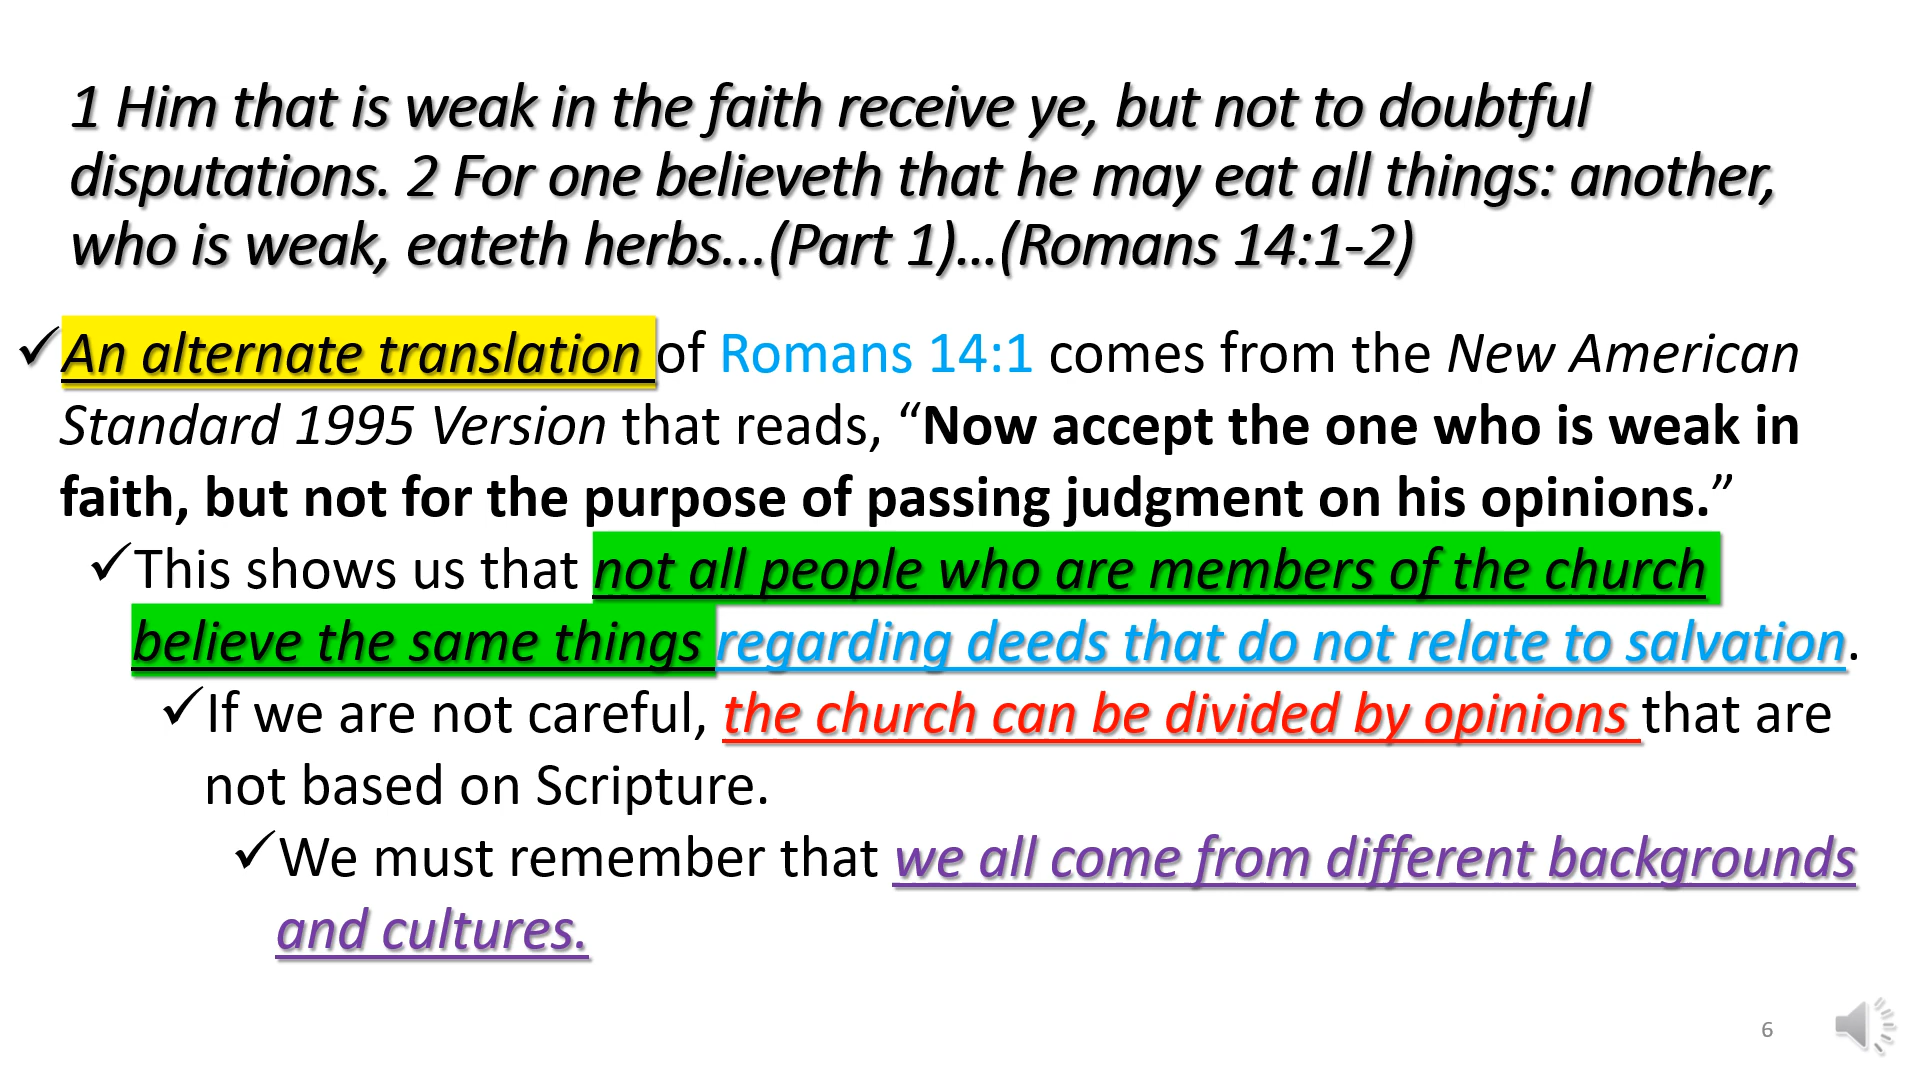 1 Him that is weak in the faith receive ye, but not to doubtful
disputations. 2 For one believeth that he may eat all things: another,
who is weak, eateth herbs...(Part 1)...(Romans 14:1-2)
✓An alternate translation of Romans 14:1 comes from the New American
Standard 1995 Version that reads, “Now accept the one who is weak in
faith, but not for the purpose of passing judgment on his opinions.”
✓This shows us that not all people who are members of the church
believe the same things regarding deeds that do not relate to salvation.
✓If we are not careful, the church can be divided by opinions that are
not based on Scripture.
✓We must remember that we all come from different backgrounds
and cultures.
6